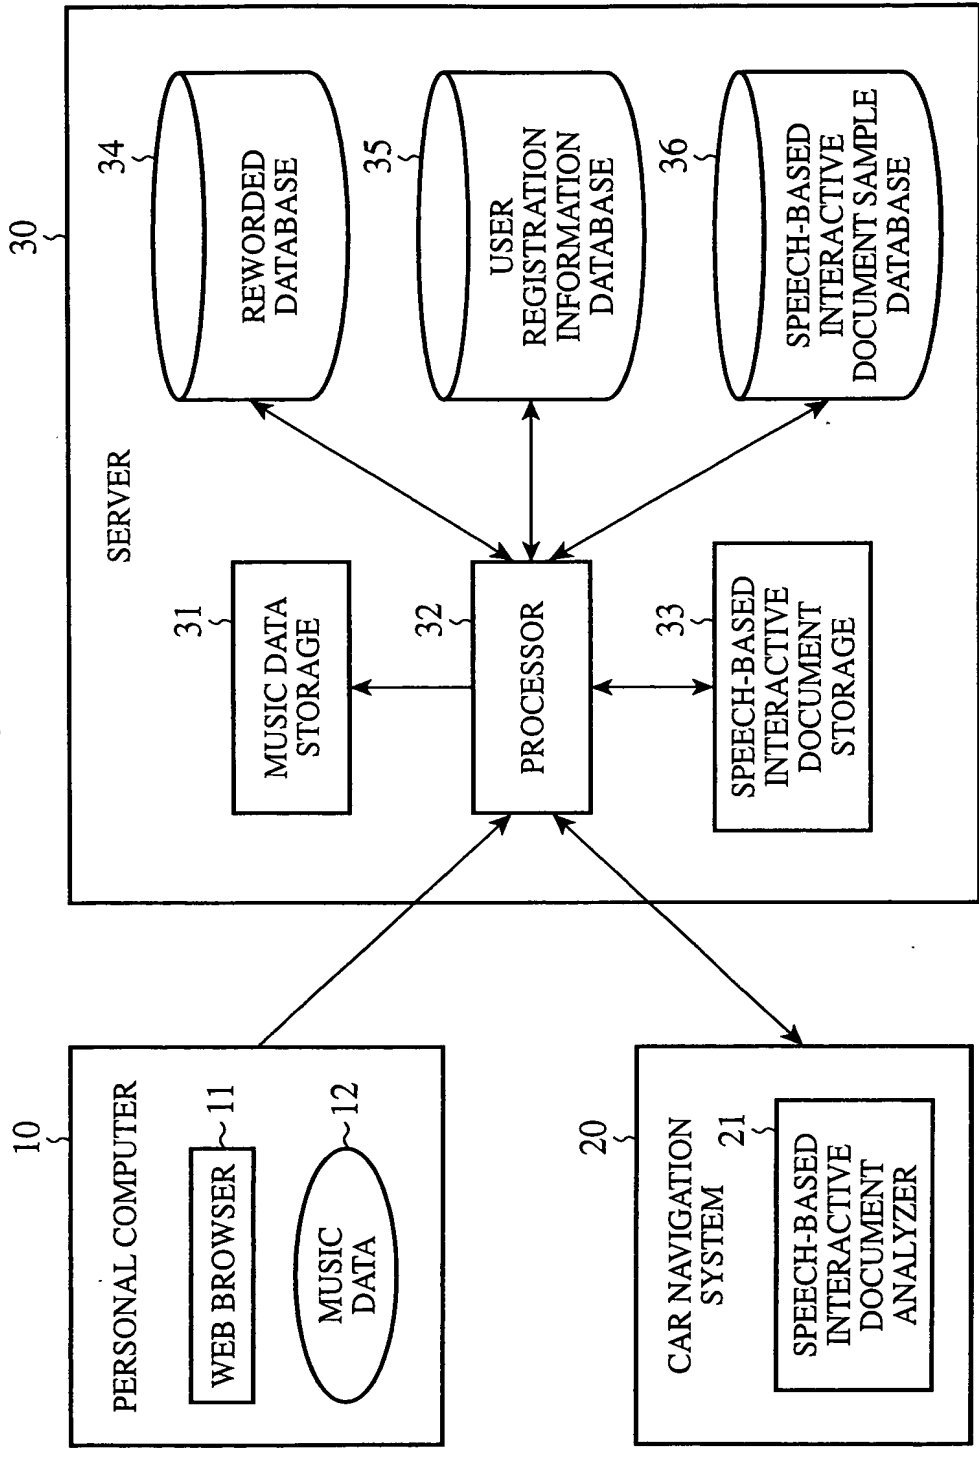 10
PERSONAL COMPUTER
WEB BROWSER
11
MUSIC
DATA
12
20
CAR NAVIGATION
SYSTEM
21
SPEECH-BASED
INTERACTIVE
DOCUMENT
ANALYZER
30
SERVER
31
MUSIC DATA
STORAGE
32
PROCESSOR
33
SPEECH-BASED
INTERACTIVE
DOCUMENT
STORAGE
34
REWORDED
DATABASE
35
USER
REGISTRATION
INFORMATION
DATABASE
36
SPEECH-BASED
INTERACTIVE
DOCUMENT SAMPLE
DATABASE